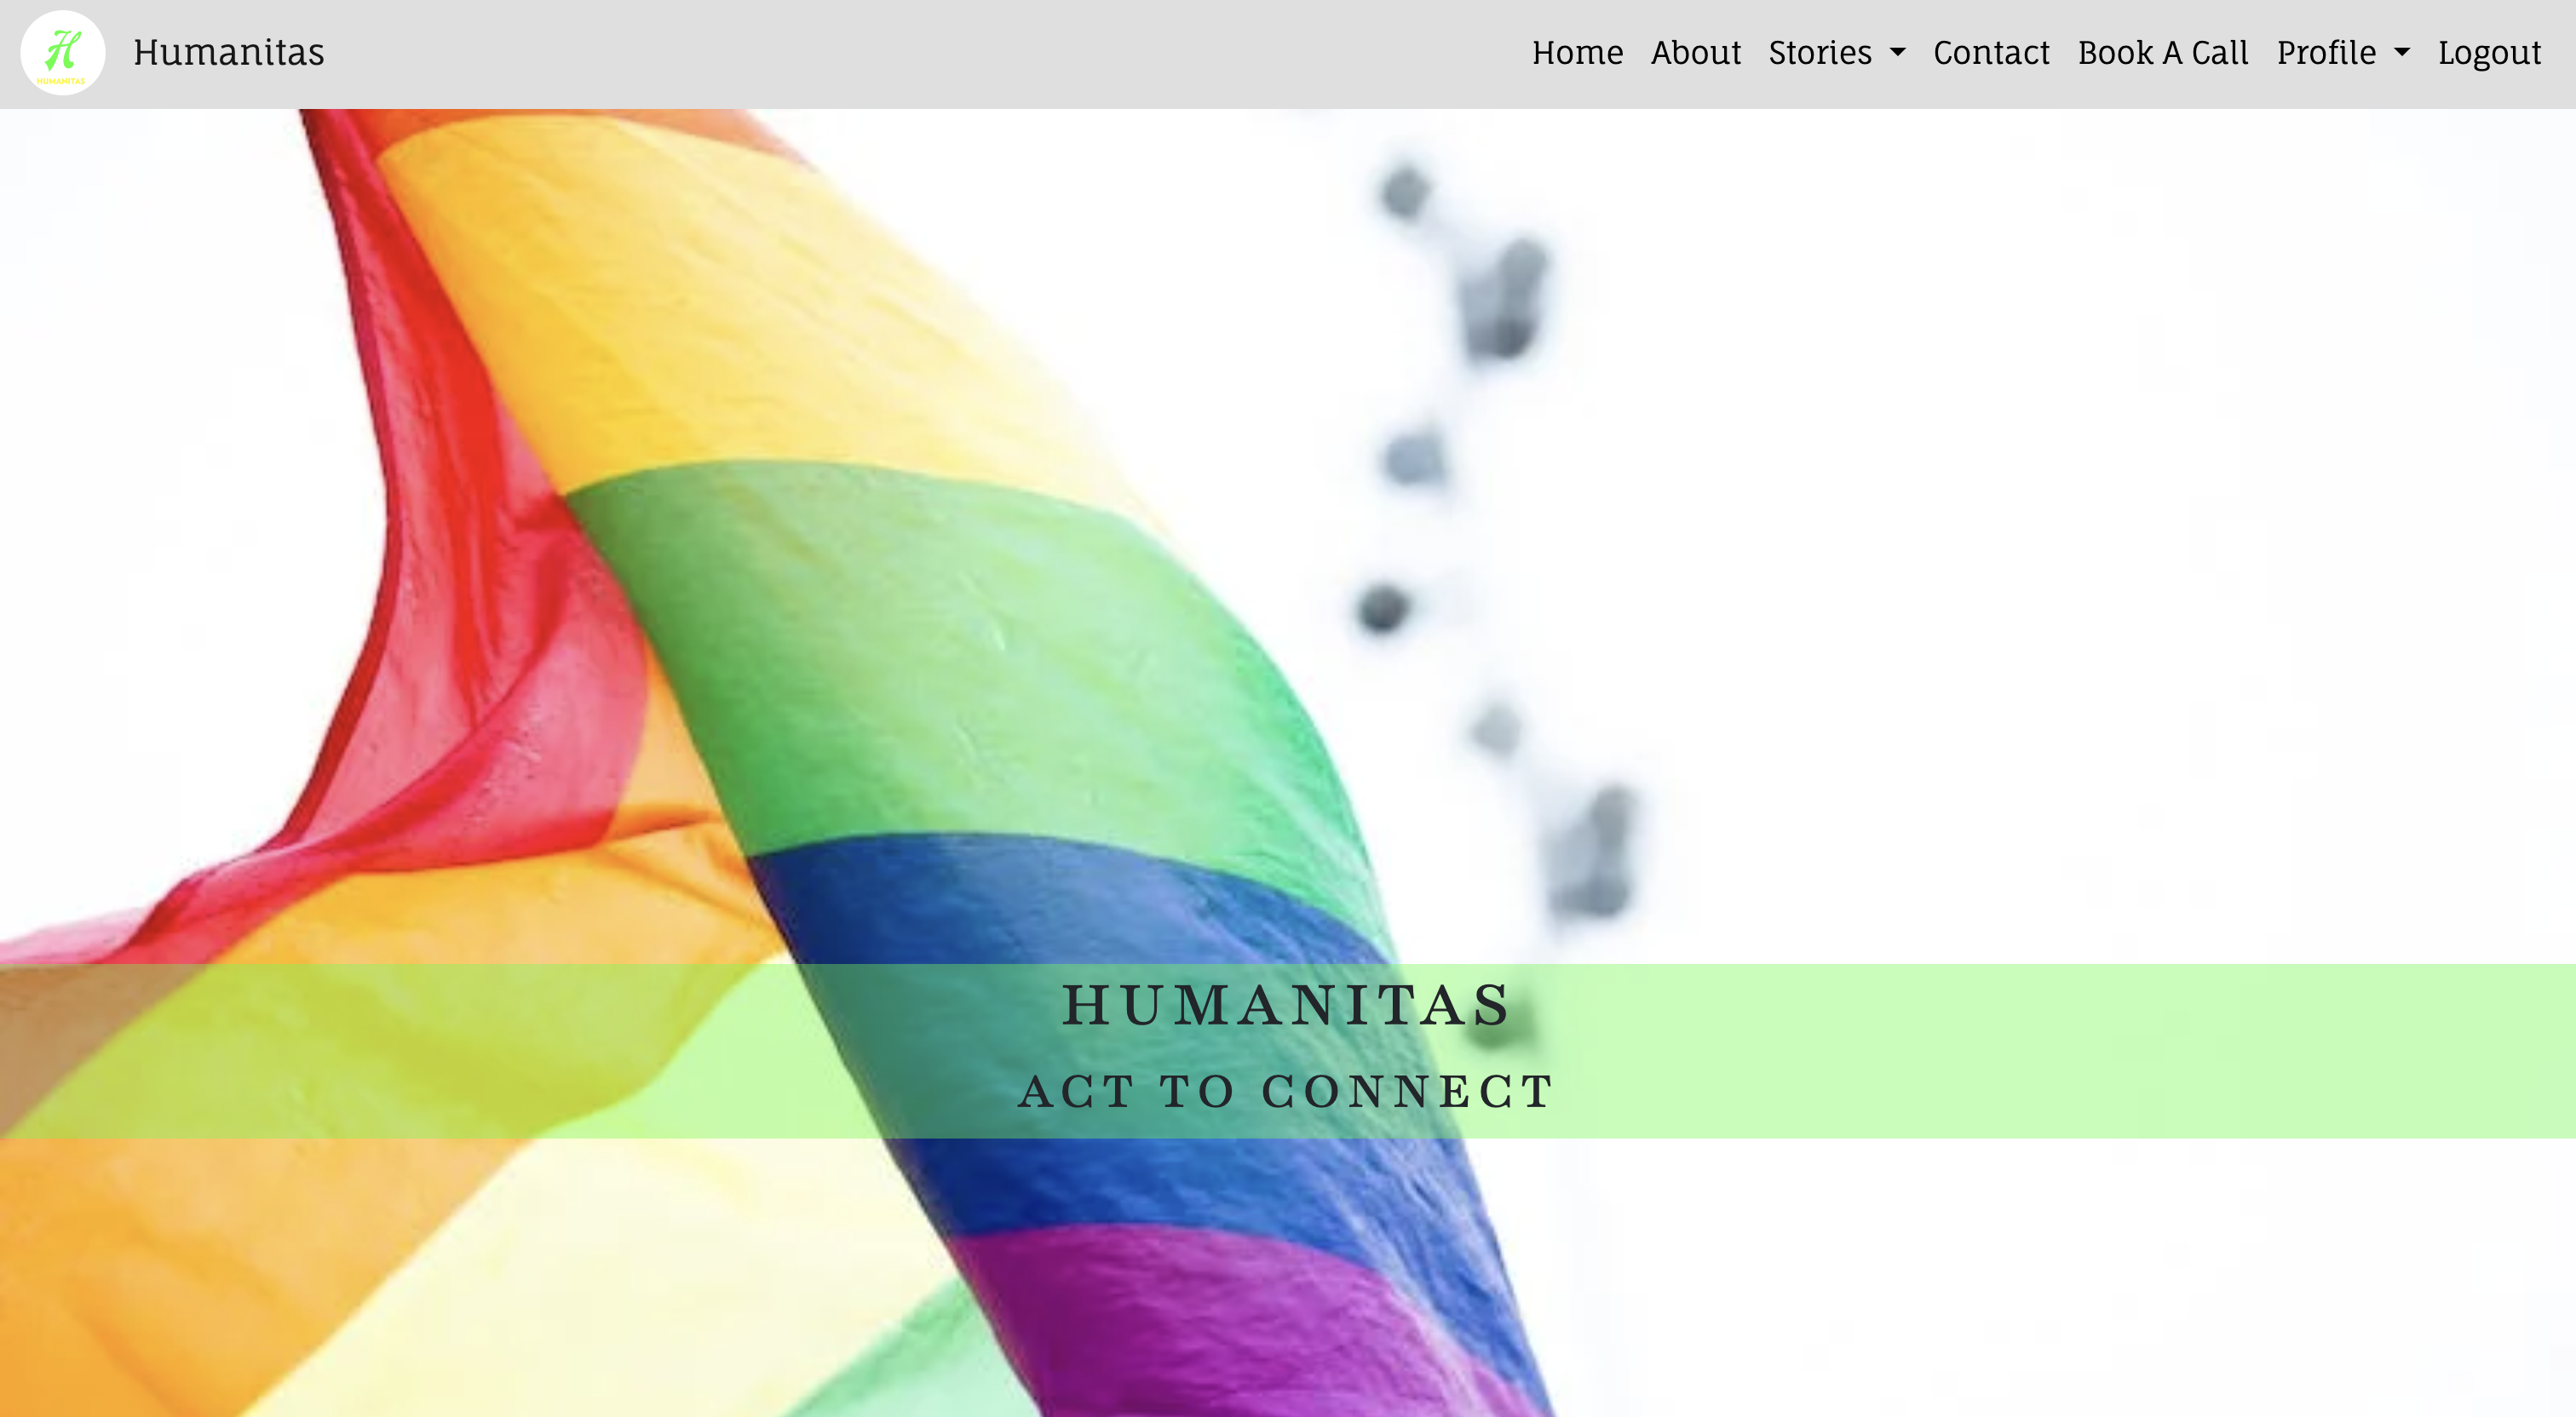 H
HUMANITAS
Humanitas
Home About Stories Contact Book A Call Profile Logout
HUMANITAS
ACT TO CONNECT